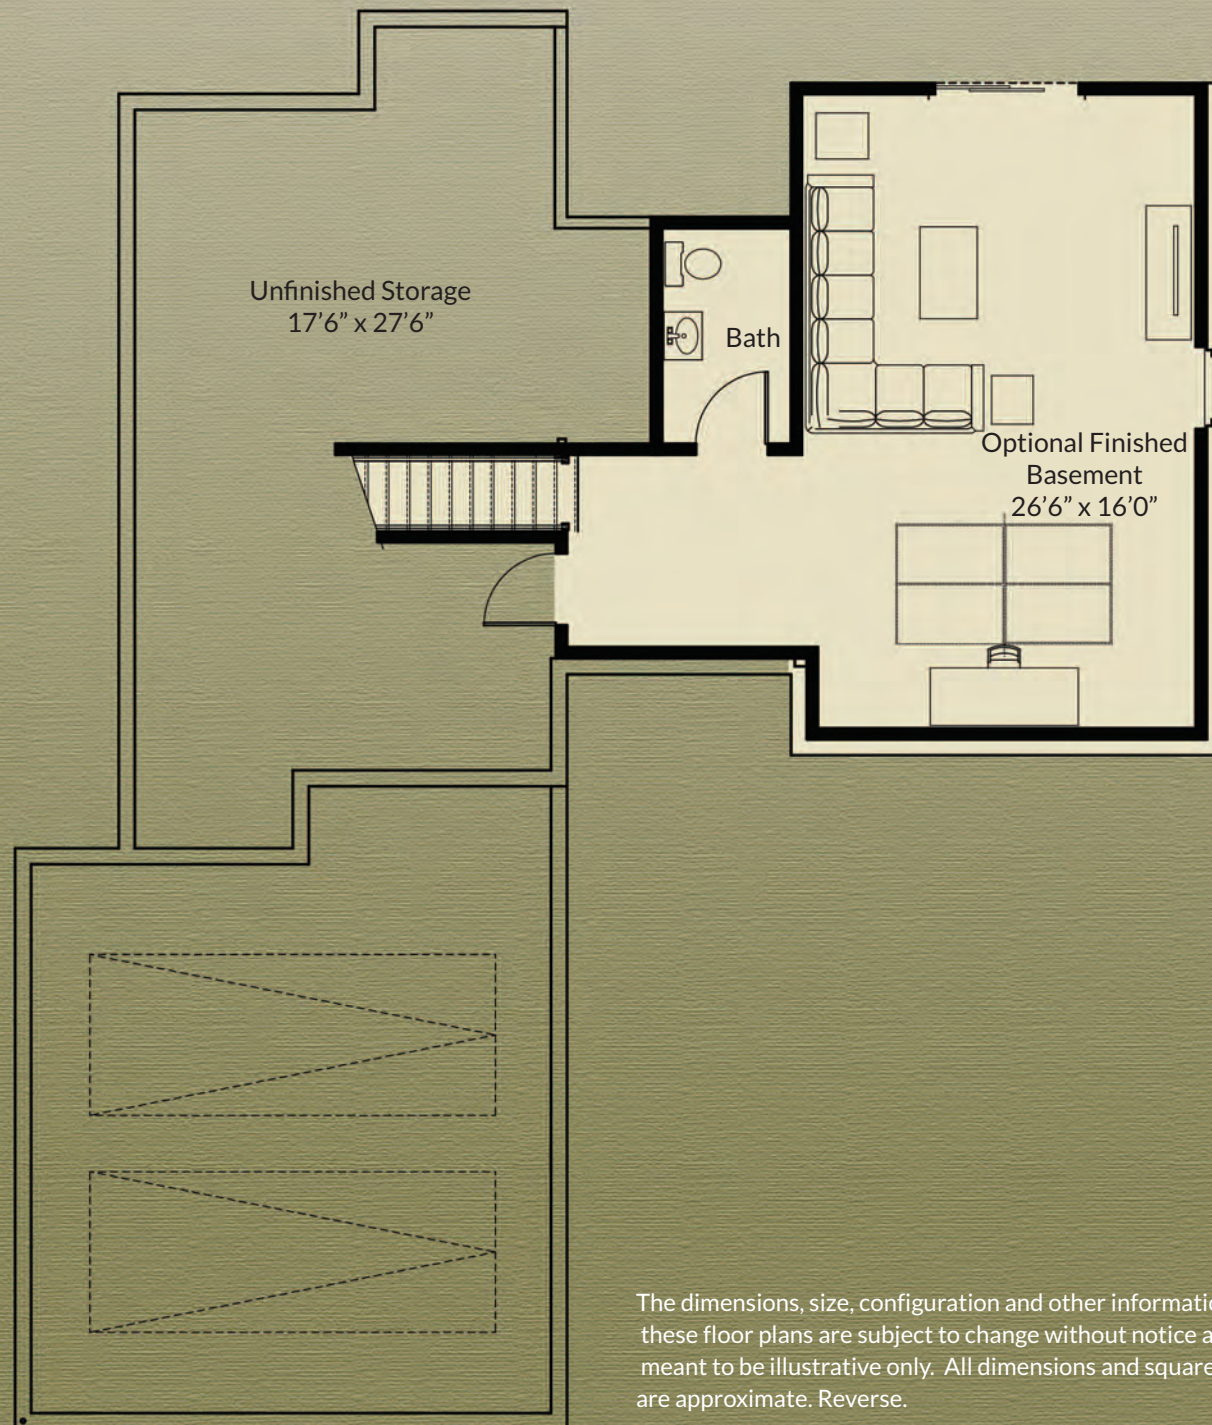 Unfinished Storage
17’6” x 27’6”
Bath
Optional Finished
Basement
26’6” x 16’0”
The dimensions, size, configuration and other
these floor plans are subject to change without notice
meant to be illustrative only. All dimensions and square
are approximate. Reverse.